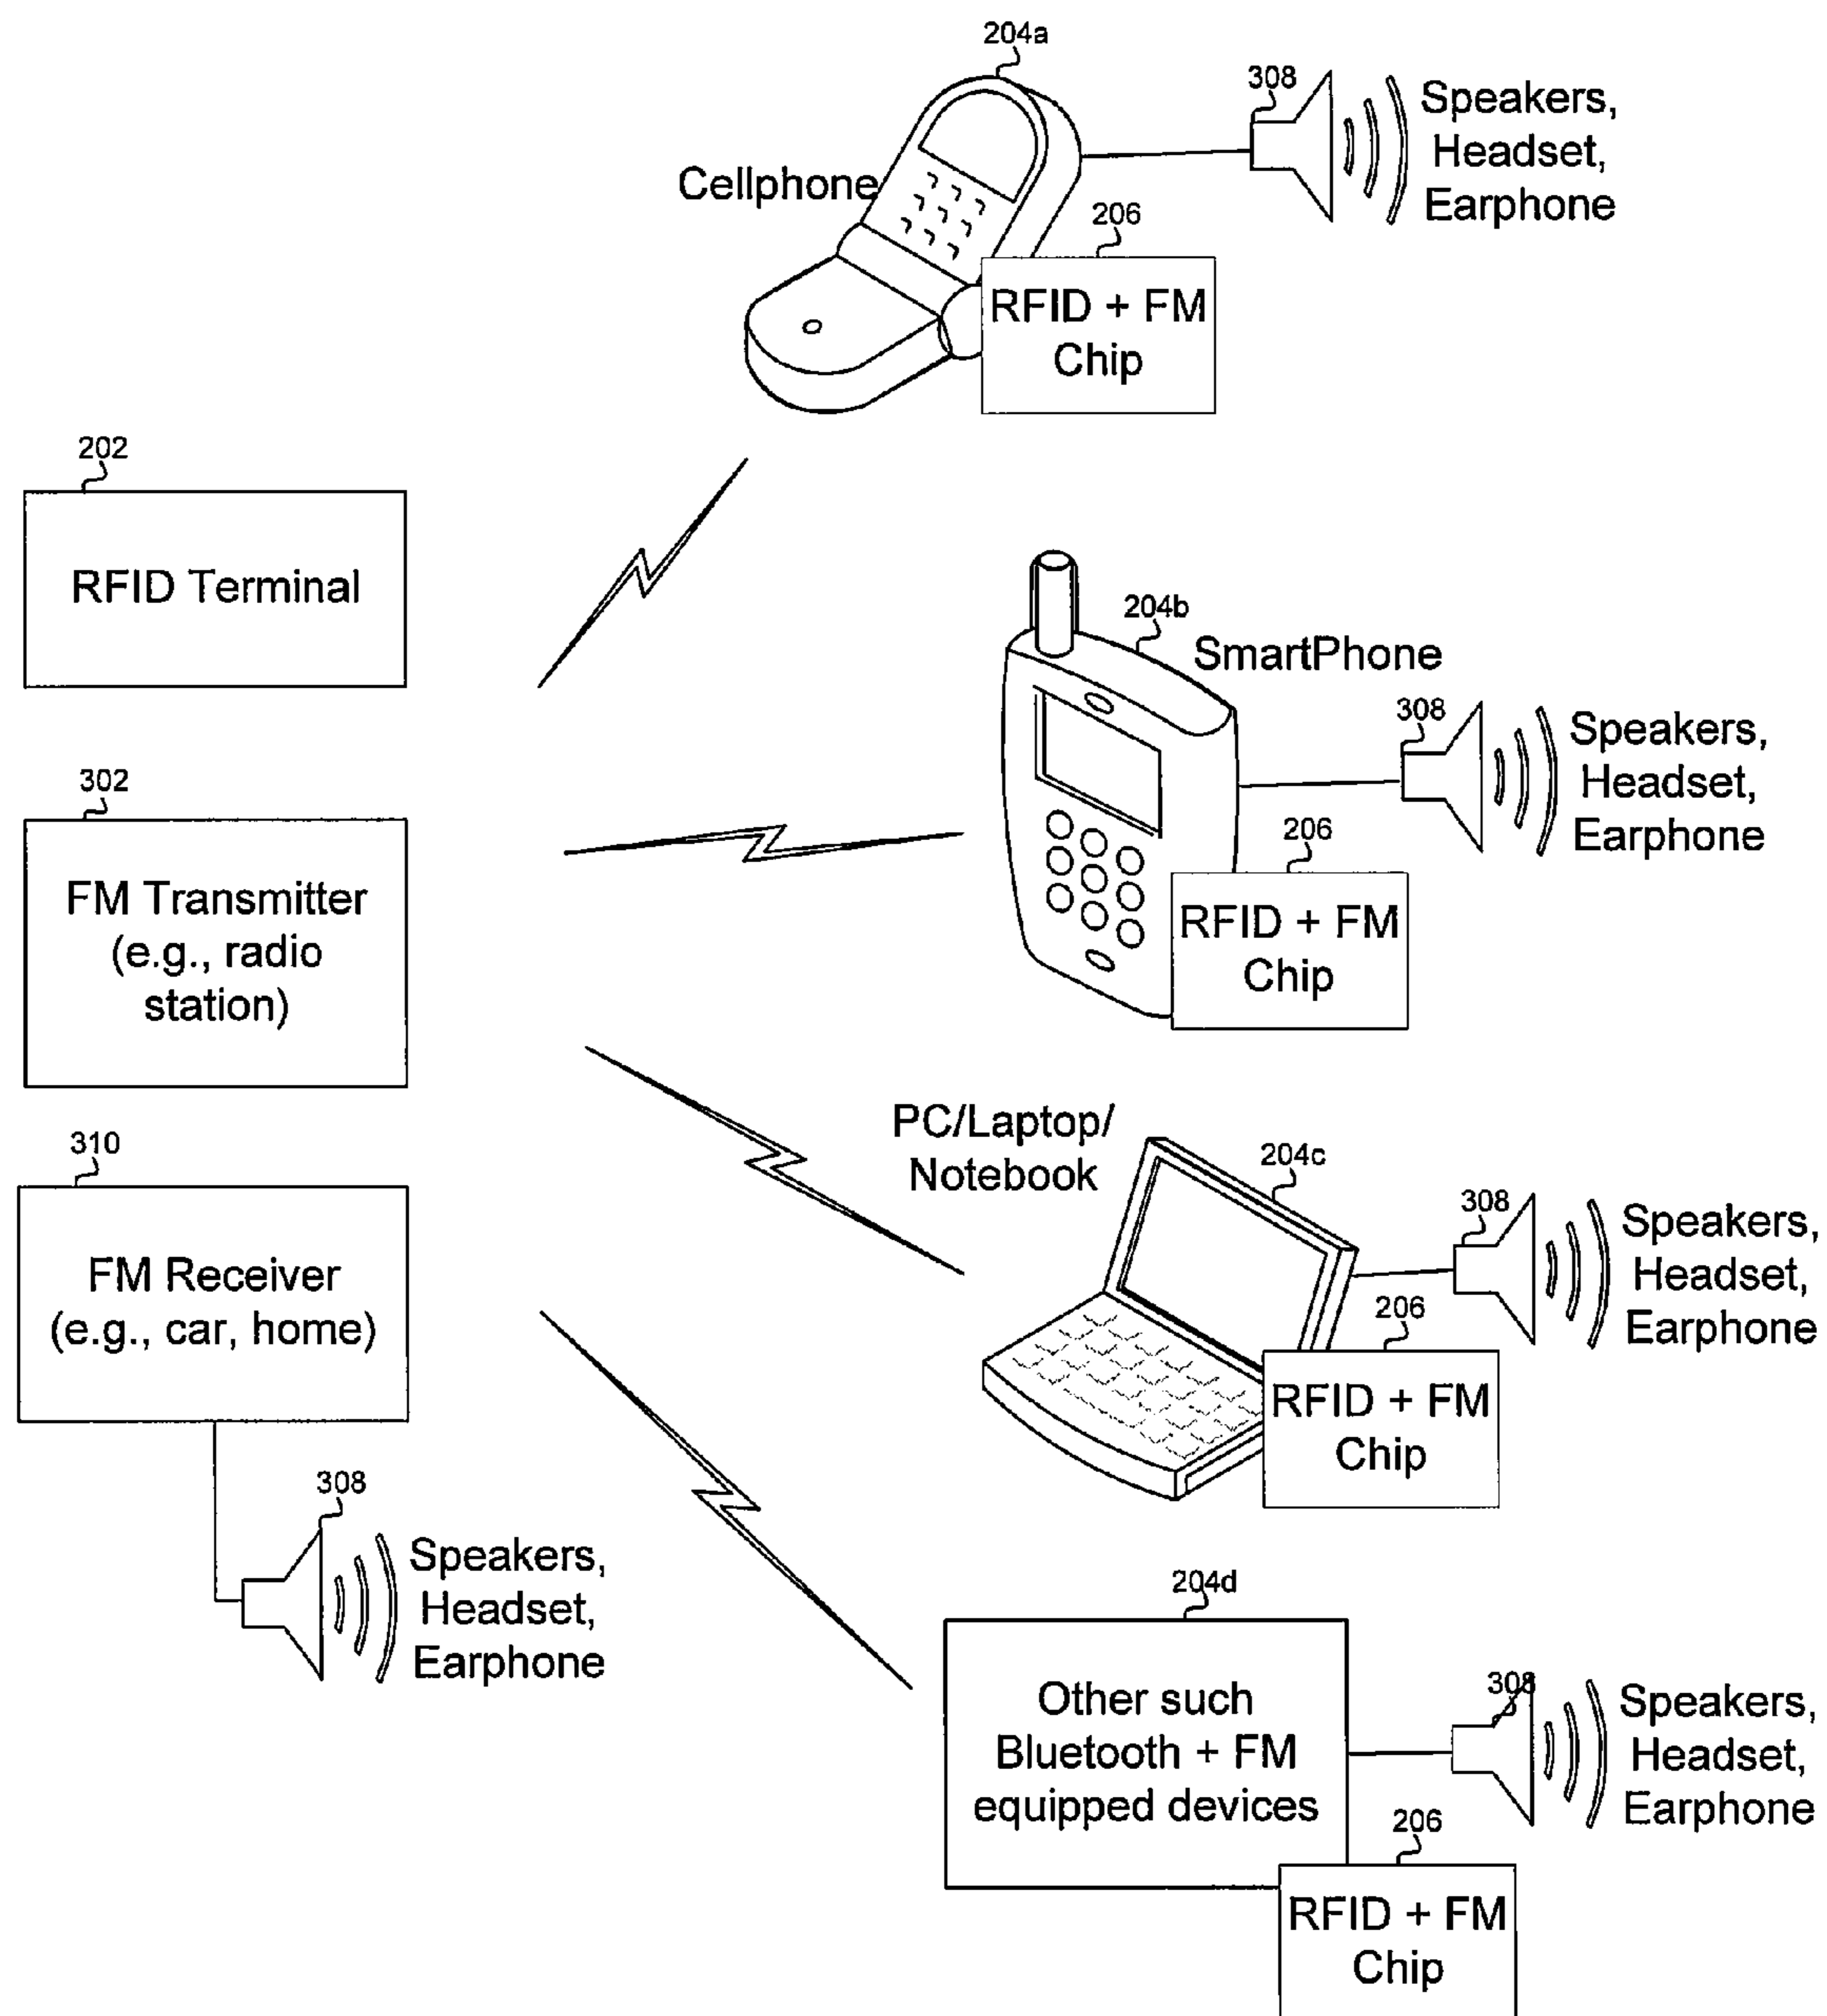 204a
308
Speakers,
Headset,
Earphone
Cellphone
206
RFID + FM
Chip
202
RFID Terminal
204b
SmartPhone
308
Speakers,
Headset,
Earphone
302
FM Transmitter
(e.g., radio
station)
206
RFID + FM
Chip
310
FM Receiver
(e.g., car, home)
PC/Laptop/
Notebook
204c
308
Speakers,
Headset,
Earphone
206
RFID + FM
Chip
308
Speakers,
Headset,
Earphone
204d
Other such
Bluetooth + FM
equipped devices
308
Speakers,
Headset,
Earphone
206
RFID + FM
Chip